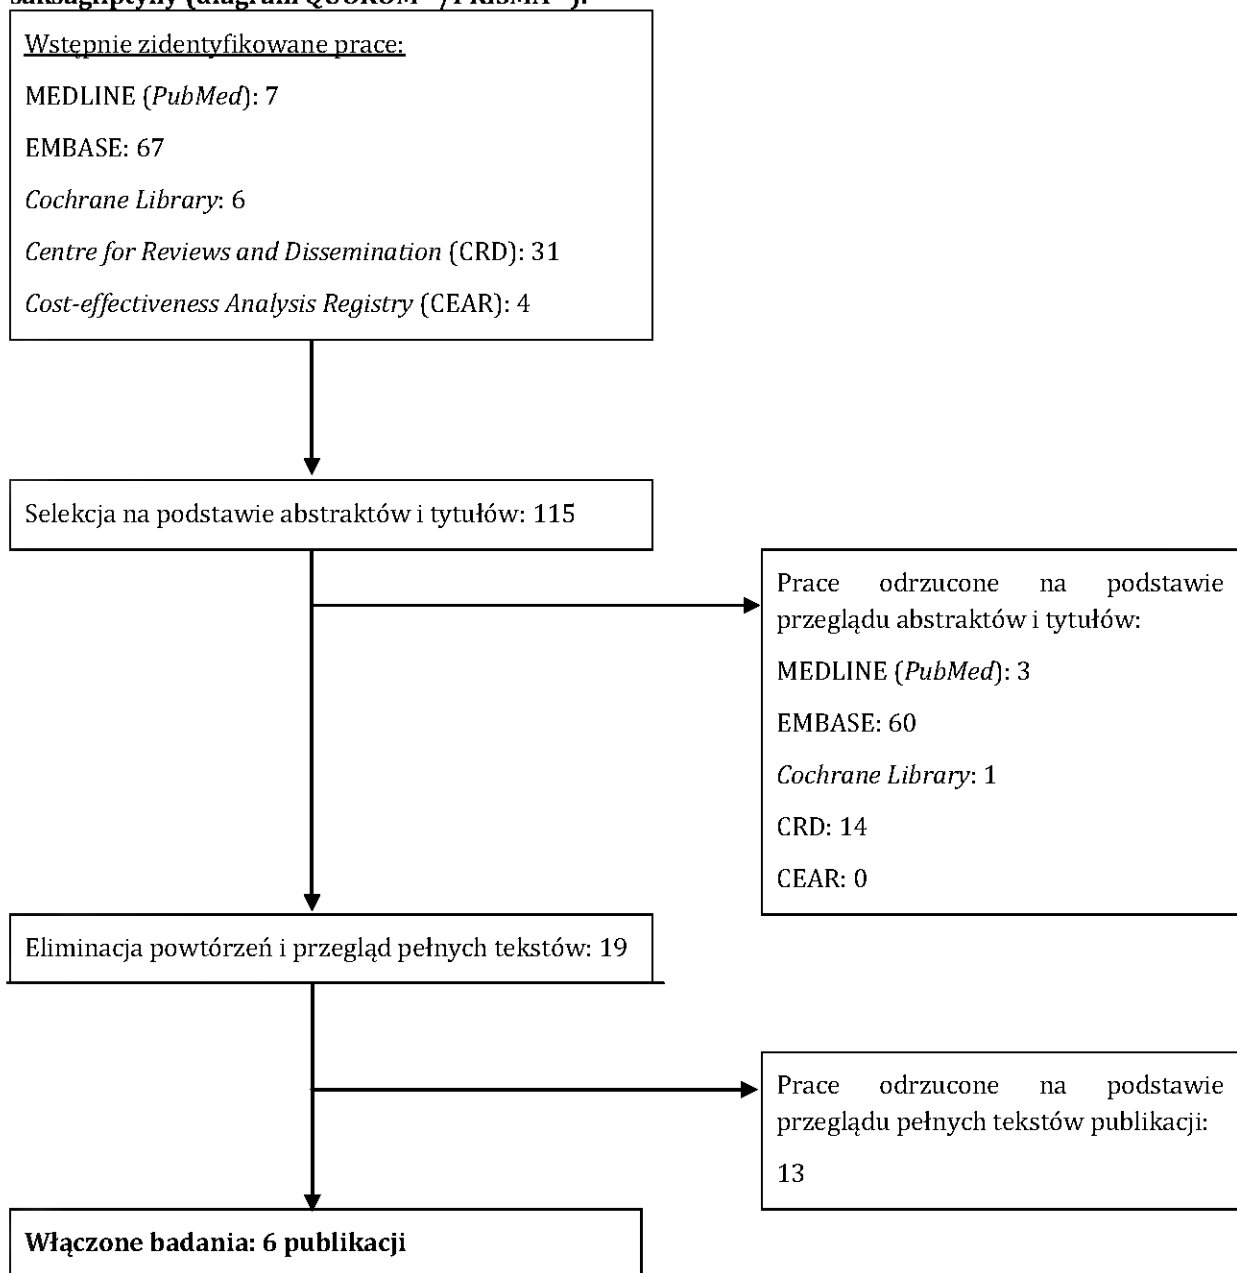 Wstępnie zidentyfikowane prace:
MEDLINE (PubMed): 7
EMBASE: 67
Cochrane Library: 6
Centre for Reviews and Dissemination (CRD): 31
Cost-effectiveness Analysis Registry (CEAR): 4
Selekcja na podstawie abstraktów i tytułów: 115
Prace odrzucone na podstawie
przeglądu abstraktów i tytułów:
MEDLINE (PubMed): 3
EMBASE: 60
Cochrane Library: 1
CRD: 14
CEAR: 0
Eliminacja powtórzeń i przegląd pełnych tekstów: 19
Prace odrzucone na podstawie
przeglądu pełnych tekstów publikacji:
13
Włączone badania: 6 publikacji